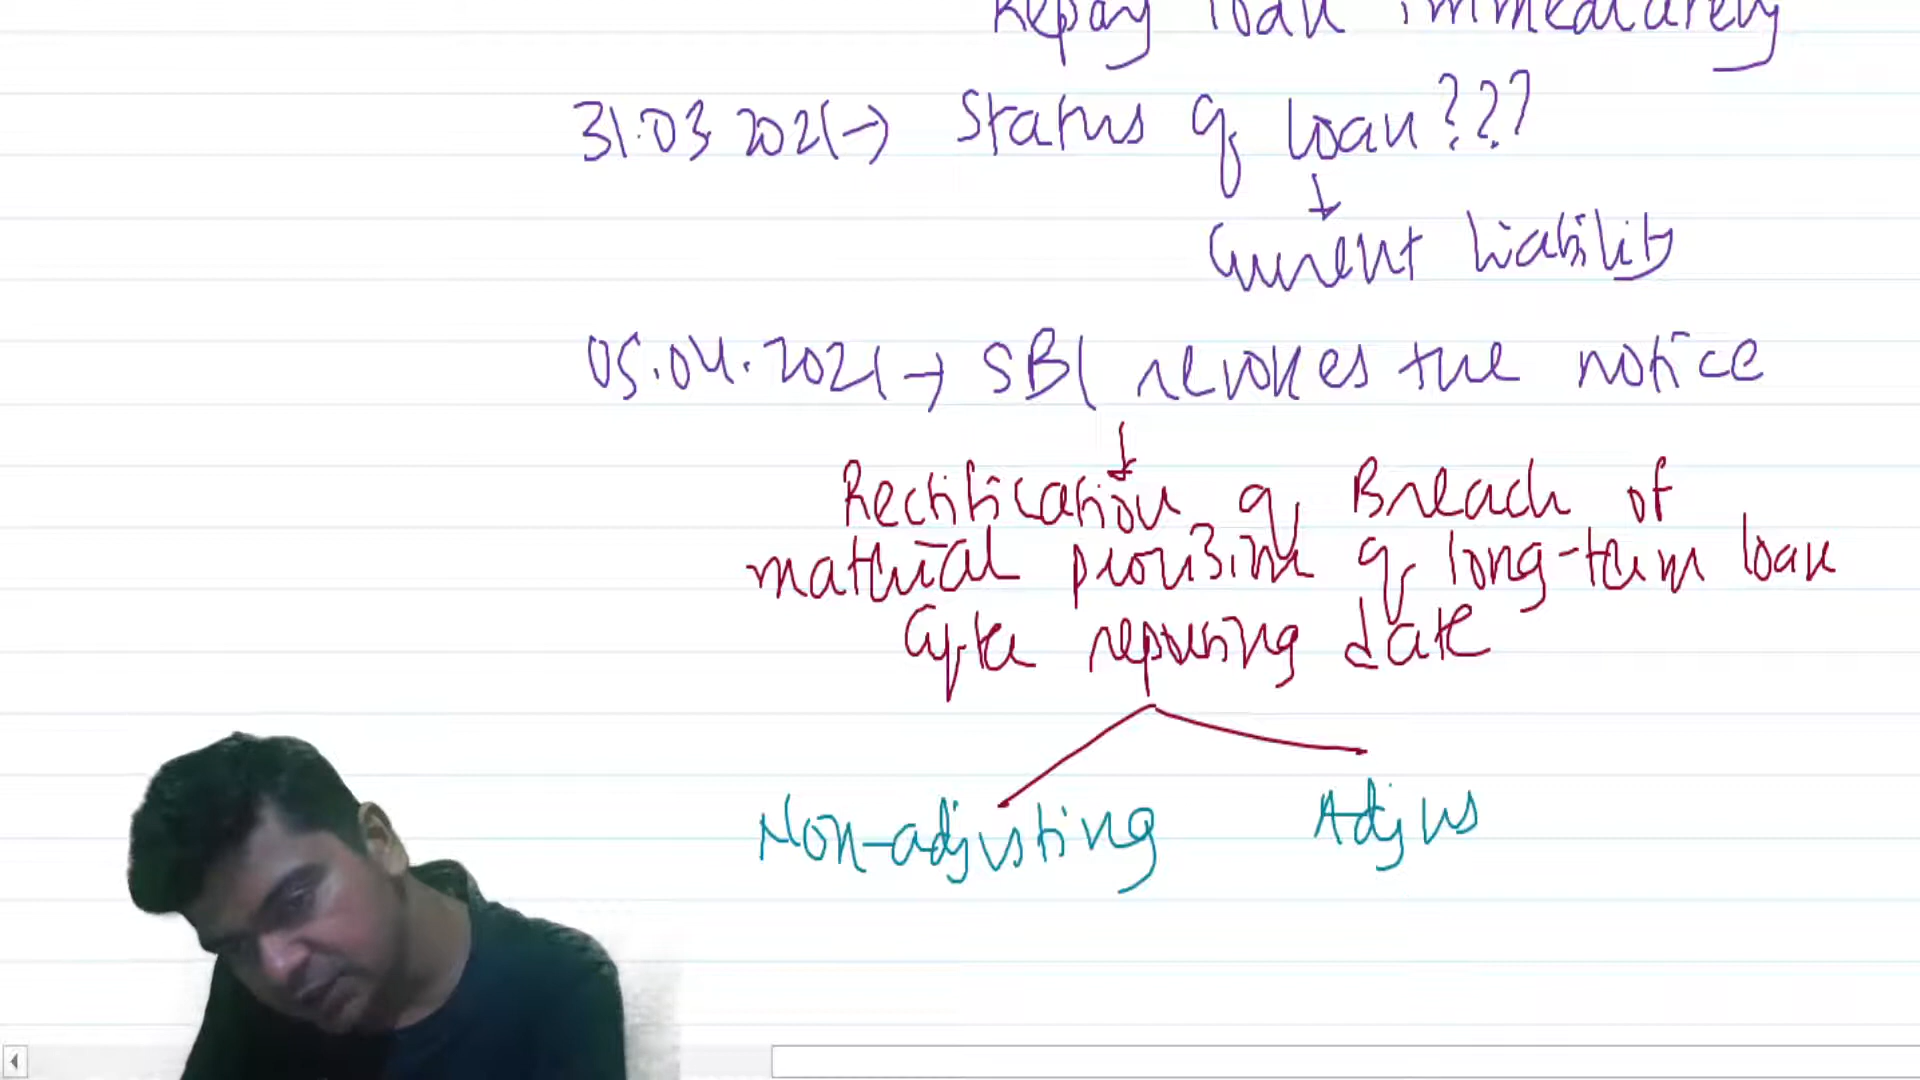 Repay loan immediately
31.03.2021→ Status of loan???
↓
Current Liability
05.04.2021→ SBI revokes the notice
↓
Rectification of Breach of
material provision of long-term loan
after reporting date
Non-adjusting Adjus